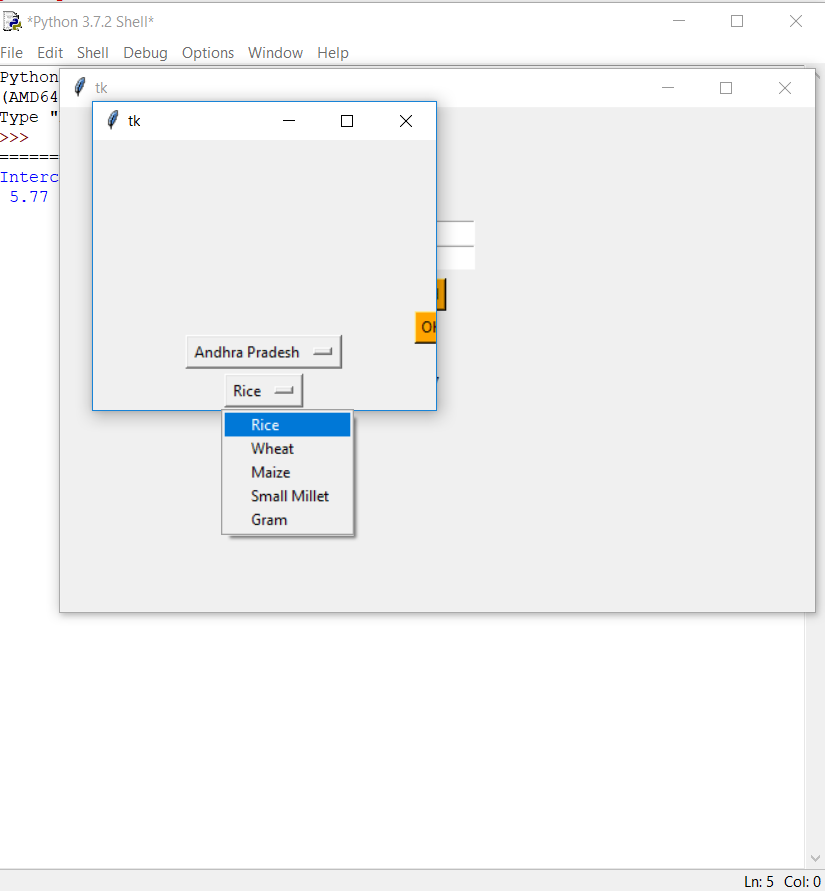 *Python 3.7.2 Shell*
File Edit Shell Debug Options Window Help
Python
(AMD64
Type "
>>>
======
Interc
5.77
tk
tk
OK
Andhra Pradesh
Rice
Rice
Wheat
Maize
Small Millet
Gram
Ln: 5 Col: 0